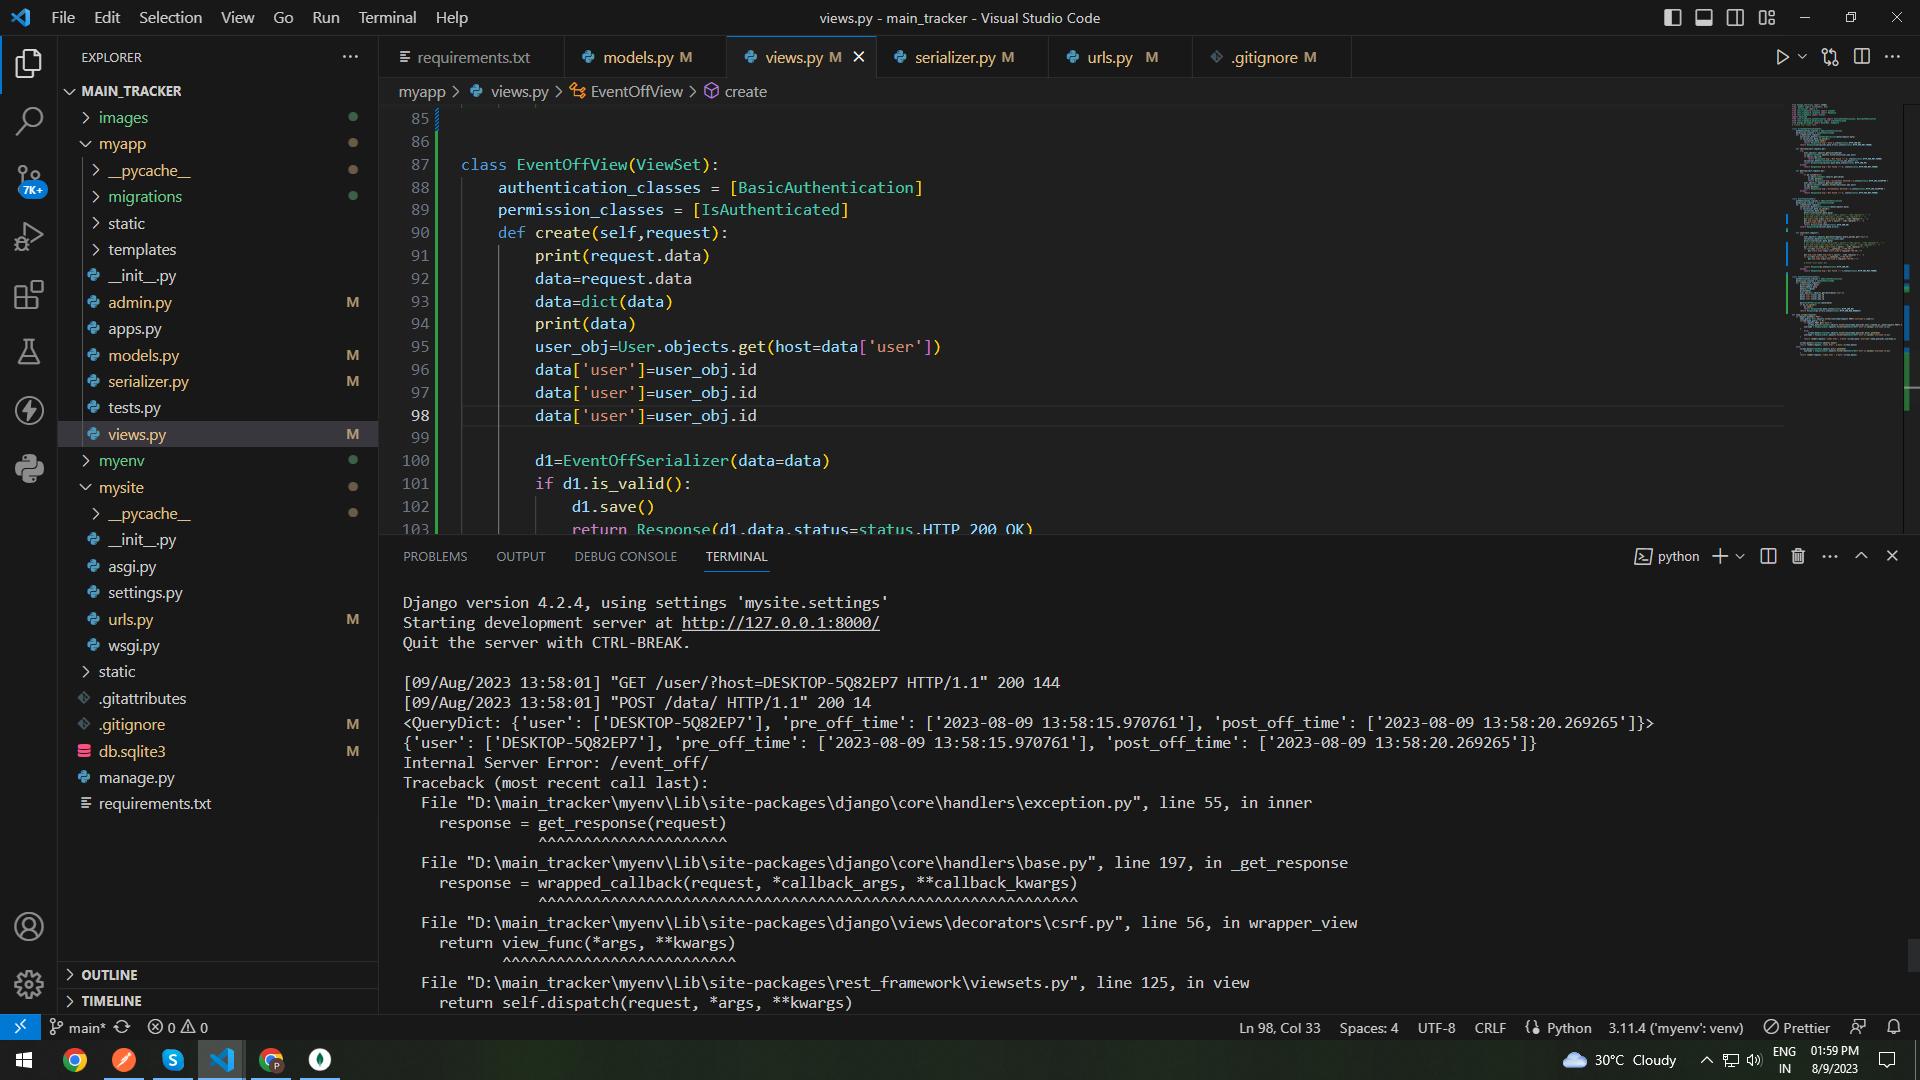 File Edit Selection View Go Run Terminal Help
views.py - main_tracker - Visual Studio Code
EXPLORER
MAIN_TRACKER
images
myapp
__pycache__
migrations
static
templates
__init__.py
admin.py M
apps.py
models.py M
serializer.py M
tests.py
views.py M
myenv
mysite
__pycache__
__init__.py
asgi.py
settings.py
urls.py M
wsgi.py
static
.gitattributes
.gitignore M
db.sqlite3 M
manage.py
requirements.txt
OUTLINE
TIMELINE
7K+
requirements.txt models.py M views.py M serializer.py M urls.py M .gitignore M
myapp > views.py > EventOffView > create
85
86
87 class EventOffView(ViewSet):
88 authentication_classes = [BasicAuthentication]
89 permission_classes = [IsAuthenticated]
90 def create(self,request):
91 print(request.data)
92 data=request.data
93 data=dict(data)
94 print(data)
95 user_obj=User.objects.get(host=data['user'])
96 data['user']=user_obj.id
97 data['user']=user_obj.id
98 data['user']=user_obj.id
99
100 d1=EventOffSerializer(data=data)
101 if d1.is_valid():
102 d1.save()
103 return Response(d1.data,status=status.HTTP_200_OK)
PROBLEMS OUTPUT DEBUG CONSOLE TERMINAL
python
Django version 4.2.4, using settings 'mysite.settings'
Starting development server at http://127.0.0.1:8000/
Quit the server with CTRL-BREAK.
[09/Aug/2023 13:58:01] "GET /user/?host=DESKTOP-5Q82EP7 HTTP/1.1" 200 144
[09/Aug/2023 13:58:01] "POST /data/ HTTP/1.1" 200 14
<QueryDict: {'user': ['DESKTOP-5Q82EP7'], 'pre_off_time': ['2023-08-09 13:58:15.970761'], 'post_off_time': ['2023-08-09 13:58:20.269265']}>
{'user': ['DESKTOP-5Q82EP7'], 'pre_off_time': ['2023-08-09 13:58:15.970761'], 'post_off_time': ['2023-08-09 13:58:20.269265']}
Internal Server Error: /event_off/
Traceback (most recent call last):
File "D:\main_tracker\myenv\Lib\site-packages\django\core\handlers\exception.py", line 55, in inner
response = get_response(request)
^^^^^^^^^^^^^^^^^^^^^
File "D:\main_tracker\myenv\Lib\site-packages\django\core\handlers\base.py", line 197, in _get_response
response = wrapped_callback(request, *callback_args, **callback_kwargs)
^^^^^^^^^^^^^^^^^^^^^^^^^^^^^^^^^^^^^^^^^^^^^^^^^^^^^^^^^^^^
File "D:\main_tracker\myenv\Lib\site-packages\django\views\decorators\csrf.py", line 56, in wrapper_view
return view_func(*args, **kwargs)
^^^^^^^^^^^^^^^^^^^^^^^^^^
File "D:\main_tracker\myenv\Lib\site-packages\rest_framework\viewsets.py", line 125, in view
return self.dispatch(request, *args, **kwargs)
main* 0 0
Ln 98, Col 33 Spaces: 4 UTF-8 CRLF Python 3.11.4 ('myenv': venv) Prettier
30°C Cloudy
ENG
IN
01:59 PM
8/9/2023